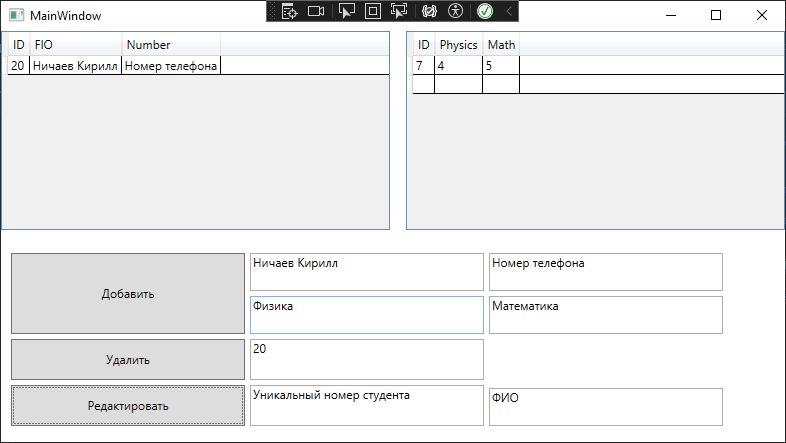 MainWindow
ID FIO Number
20 Ничаев Кирилл Номер телефона
ID Physics Math
7 4 5
Добавить
Ничаев Кирилл
Номер телефона
Физика
Математика
Удалить
20
Редактировать
Уникальный номер студента
ФИО